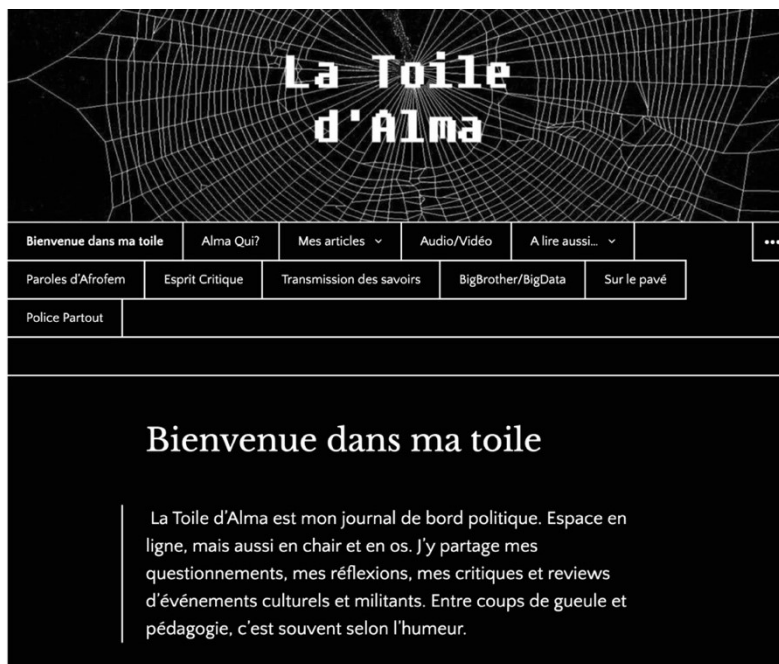 La Toile
d'Alma
Bienvenue dans ma toile Alma Qui? Mes articles Audio/Vidéo A lire aussi... •••
Paroles d'Afrofem Esprit Critique Transmission des savoirs BigBrother/BigData Sur le pavé
Police Partout
Bienvenue dans ma toile
La Toile d’Alma est mon journal de bord politique. Espace en
ligne, mais aussi en chair et en os. J’y partage mes
questionnements, mes réflexions, mes critiques et reviews
d’événements culturels et militants. Entre coups de gueule et
pédagogie, c’est souvent selon l’humeur.